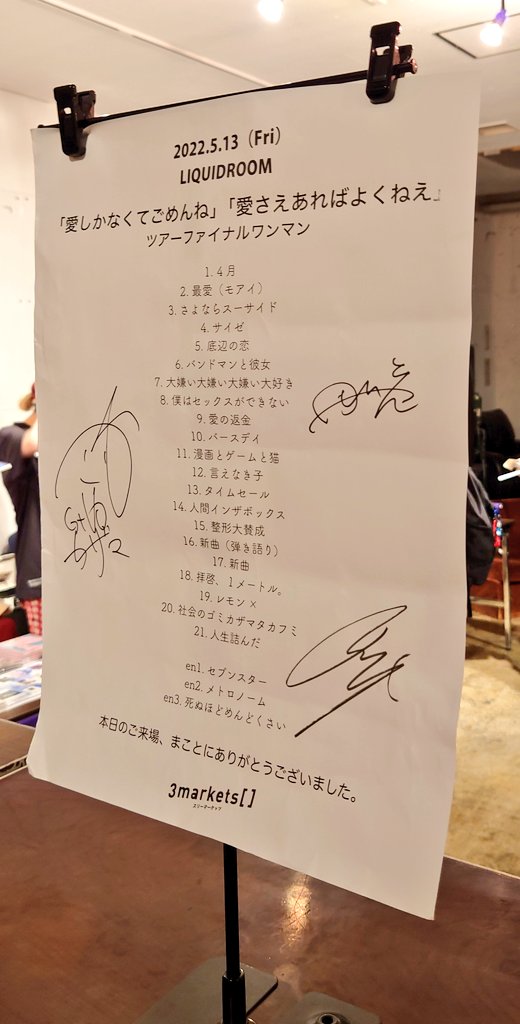 2022.5.13（Fri）
LIQUIDROOM
「愛しかなくてごめんね」「愛さえあればよくねえ」
ツアーファイナルワンマン
1. 4月
2. 最愛（モアイ）
3. さよならスーサイド
4. サイゼ
5. 底辺の恋
6. バンドマンと彼女
7. 大嫌い大嫌い大嫌い大好き
8. 僕はセックスができない
9. 愛の返金
10. バースデイ
11. 漫画とゲームと猫
12. 言えなき子
13. タイムセール
14. 人間インザボックス
15. 整形大賛成
16. 新曲（弾き語り）
17. 新曲
18. 拝啓、1メートル。
19. レモン×
20. 社会のゴミカザマタカフミ
21. 人生詰んだ
en1. セブンスター
en2. メトロノーム
en3. 死ぬほどめんどくさい
本日のご来場、まことにありがとうございました。
3markets[]
スリーマーケッツ